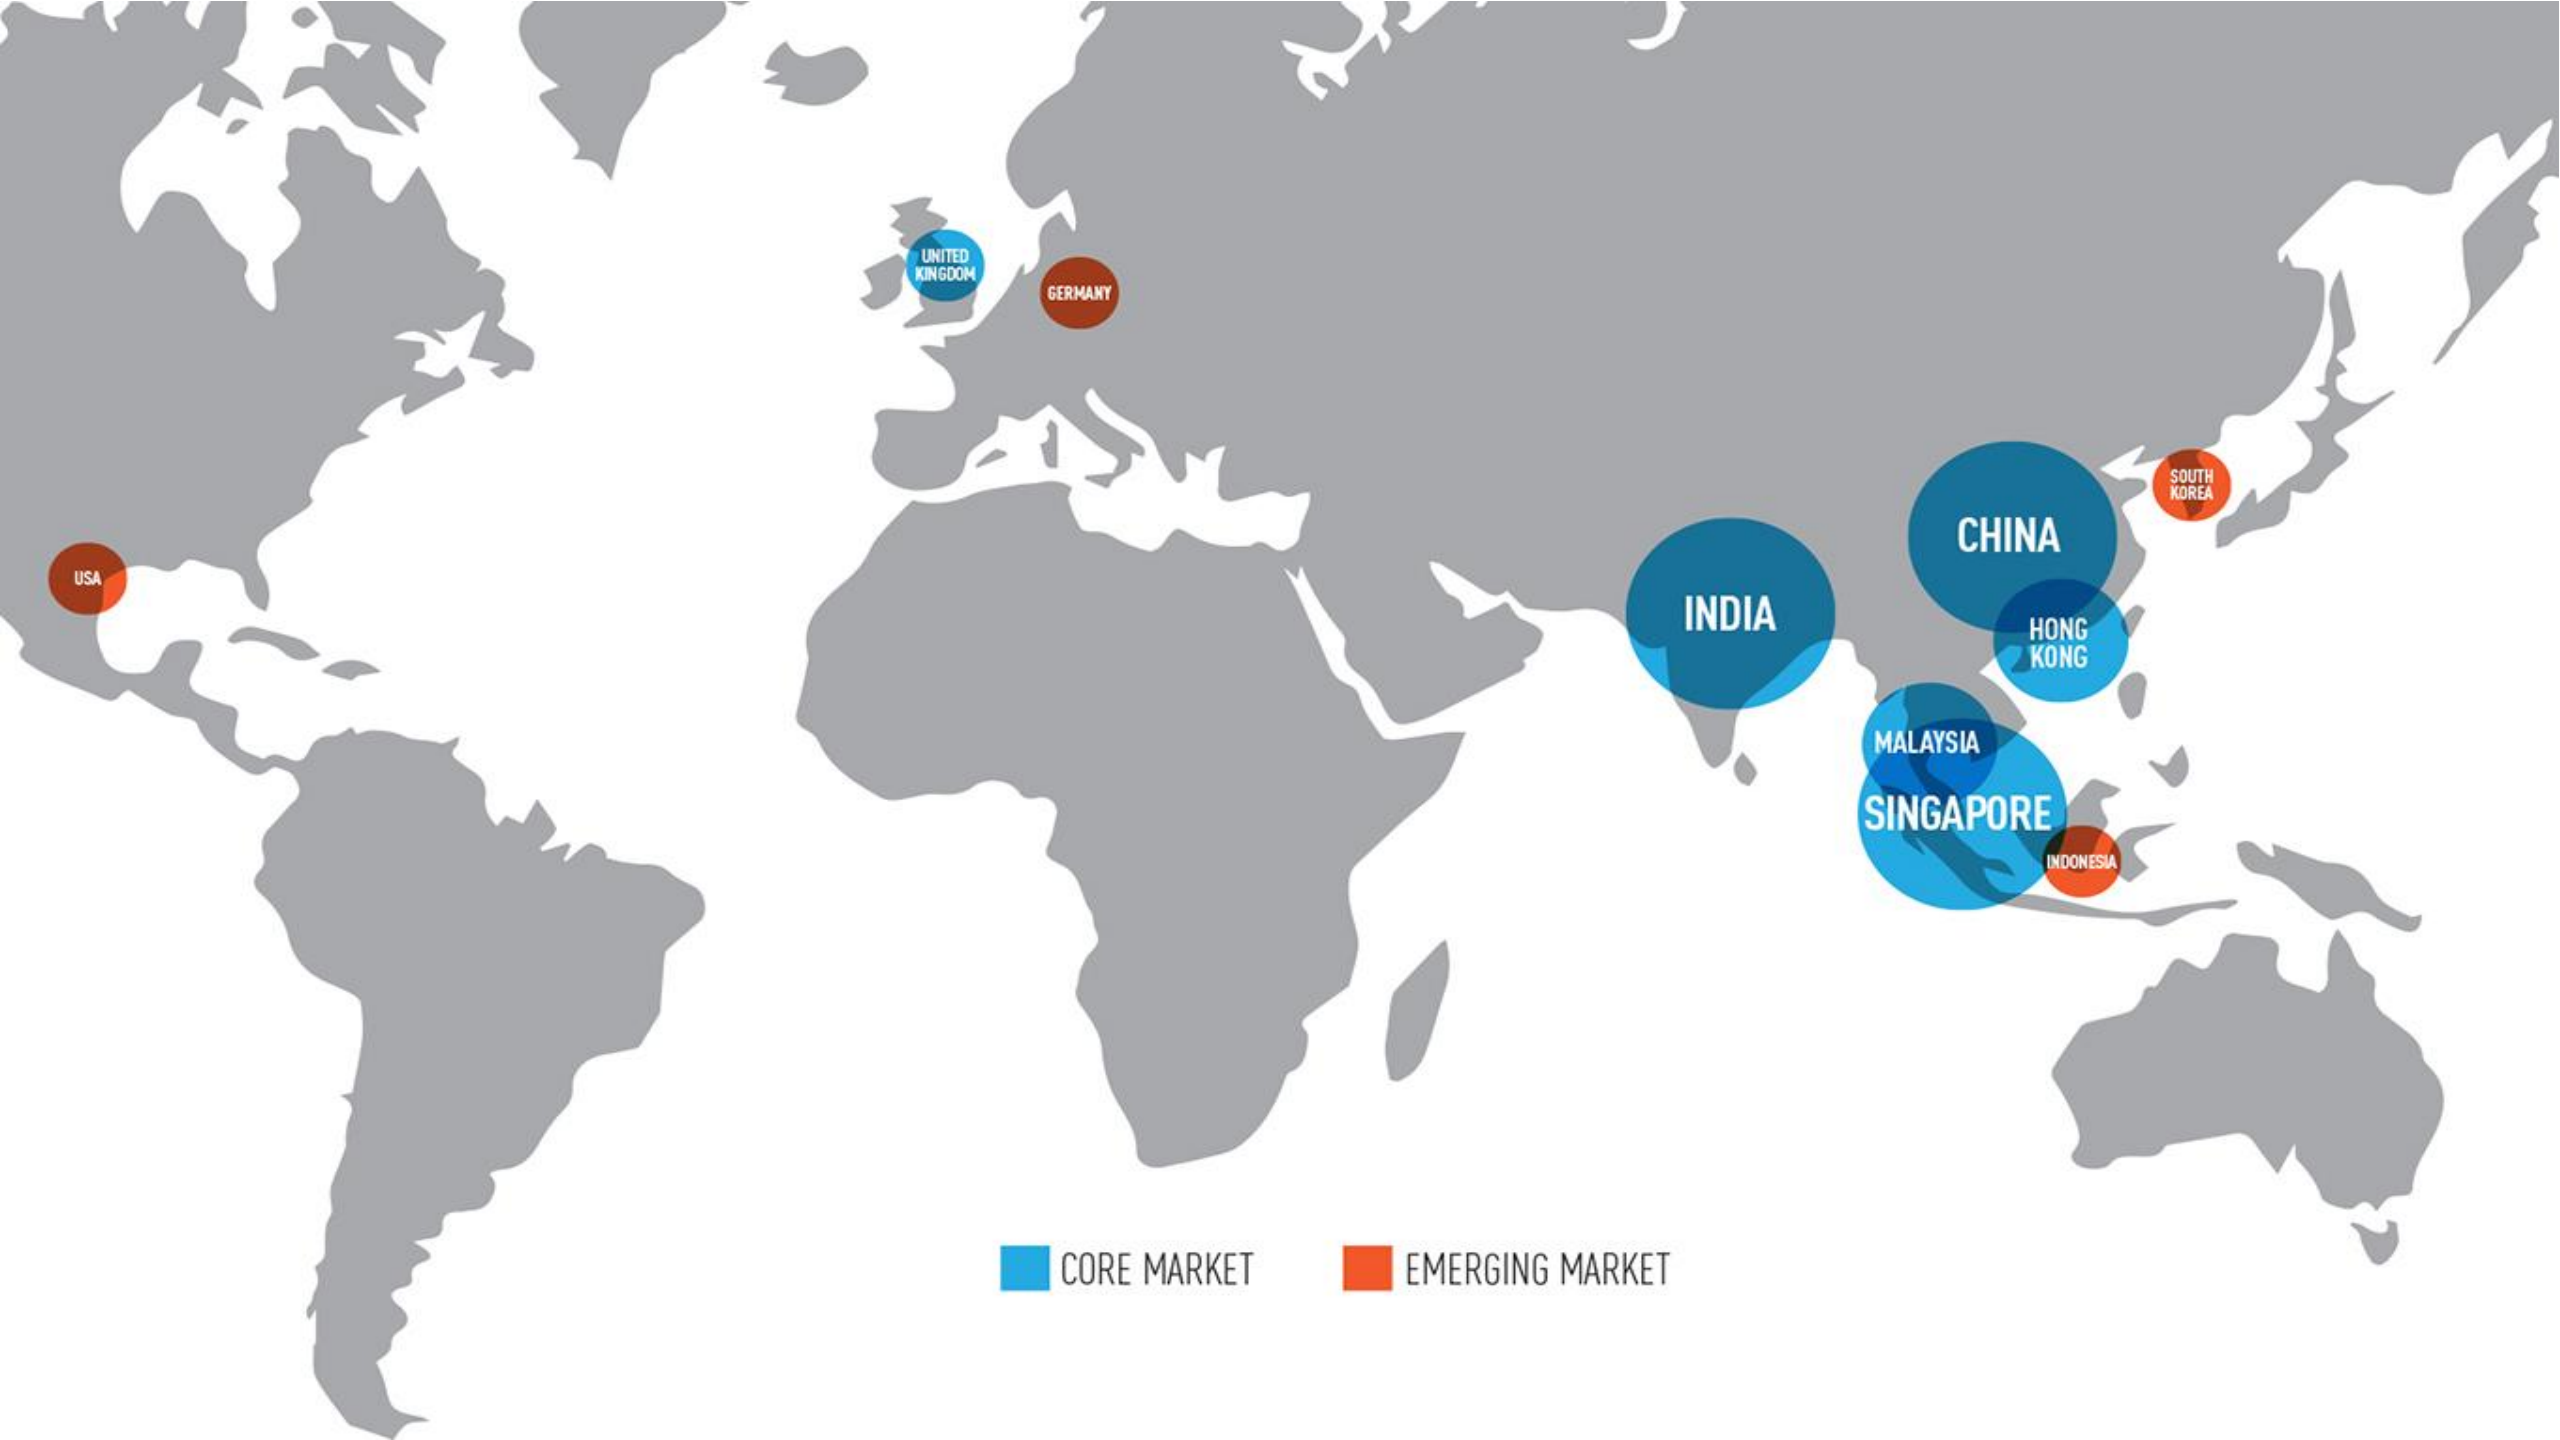 UNITED
KINGDOM
GERMANY
SOUTH
KOREA
CHINA
USA
INDIA
HONG
KONG
MALAYSIA
SINGAPORE
INDONESIA
CORE MARKET
EMERGING MARKET